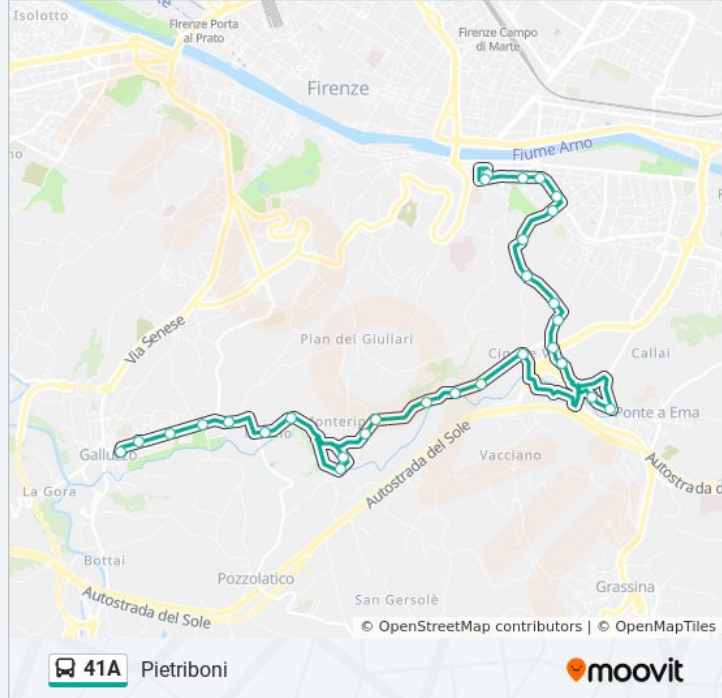 Isolotto
Firenze Porta
al Prato
Firenze Campo
di Marte
Firenze
Fiume Arno
Via Senese
Pian dei Giullari
Callai
Ponte a Ema
Galluzzo
La Gora
Autostrada del Sole
Vacciano
Autostrada d
Bottai
Pozzolatico
Autostrada del Sole
Grassina
San Gersolè
© OpenStreetMap contributors | © OpenMapTiles
41A Pietriboni
moovit